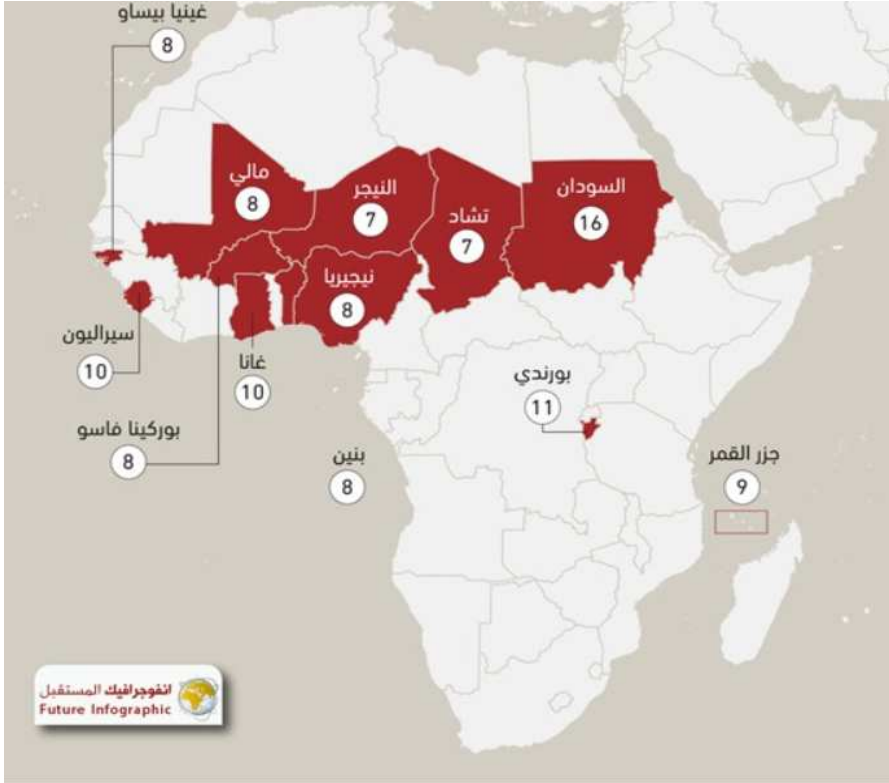 غينيا بيساو
8
مالي
8
النيجر
7
تشاد
7
السودان
16
نيجيريا
8
سيراليون
10
غانا
10
بوركينا فاسو
8
بنين
8
بورندي
11
جزر القمر
9
انفوجرافيك المستقبل
Future Infographic